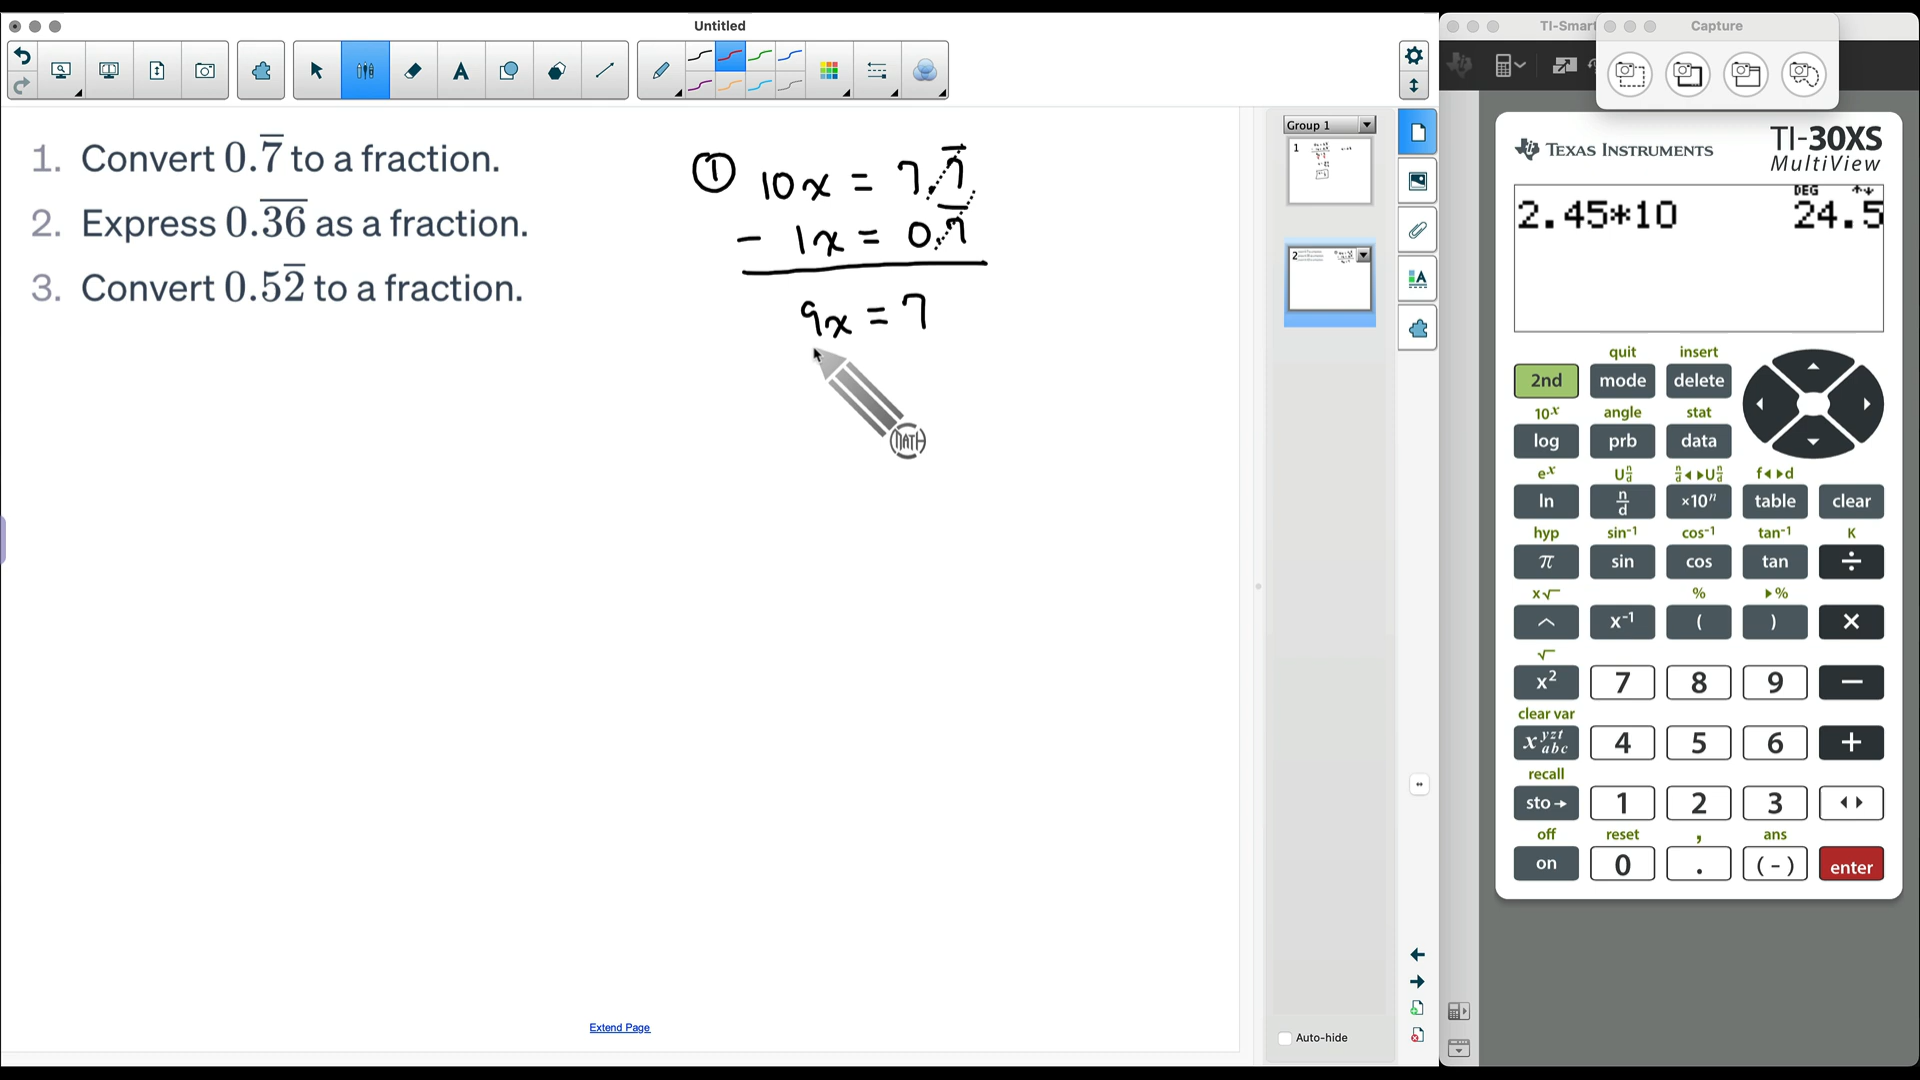 Untitled
1. Convert 0.7̅ to a fraction.
2. Express 0.3̅6̅ as a fraction.
3. Convert 0.52̅ to a fraction.
① 10x = 7.7̅
- 1x = 0.7̅
9x = 7
MATH
Extend Page
Group 1
1
2
Auto-hide
TI-Smart
Capture
TEXAS INSTRUMENTS
TI-30XS
MultiView
DEG
2.45*10 24.5
quit insert
2nd mode delete
10ˣ angle stat
log prb data
eˣ U n/d n/d ◂▸U n/d f◂▸d
ln n/d ×10ⁿ table clear
hyp sin⁻¹ cos⁻¹ tan⁻¹ K
π sin cos tan ÷
x√ % ▸%
^ x⁻¹ ( ) ×
√
x² 7 8 9 −
clear var
x yzt abc 4 5 6 +
recall
sto→ 1 2 3 ◂▸
off reset , ans
on 0 . (-) enter